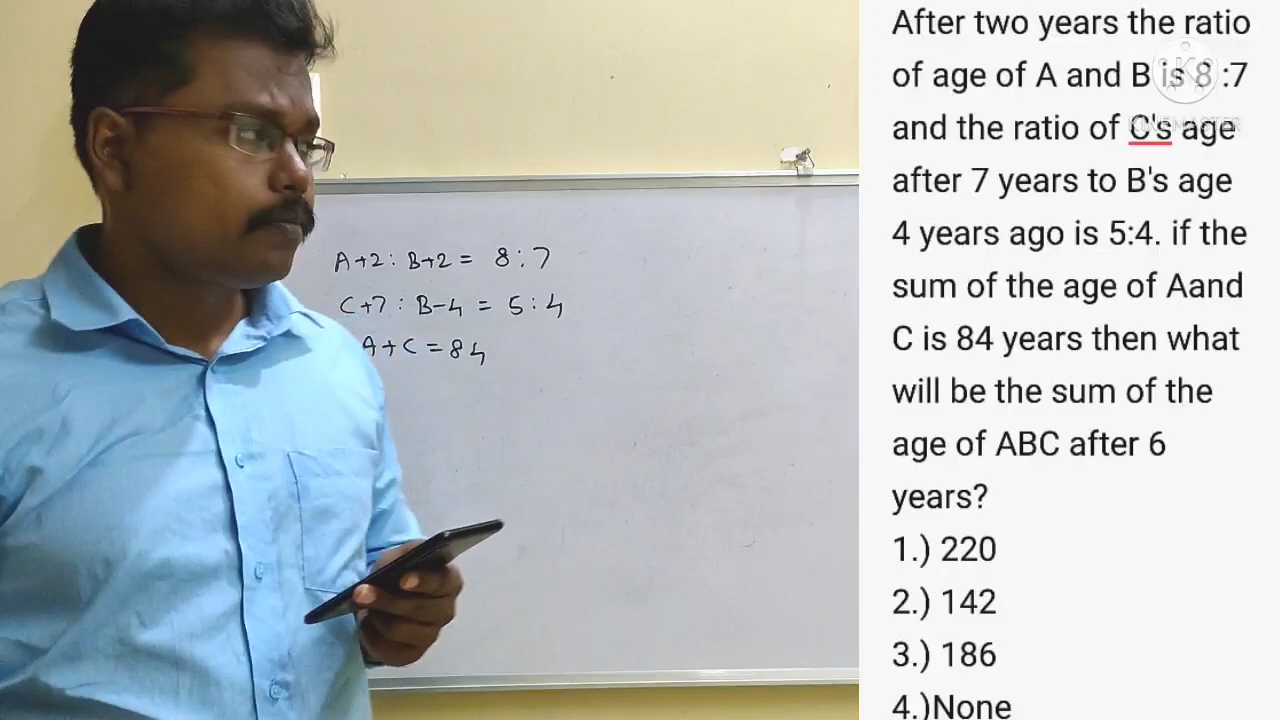 A+2 : B+2 = 8:7
C+7 : B-4 = 5:4
A+C = 84
After two years the ratio
of age of A and B is 8 :7
and the ratio of C's age
after 7 years to B's age
4 years ago is 5:4. if the
sum of the age of Aand
C is 84 years then what
will be the sum of the
age of ABC after 6
years?
1.) 220
2.) 142
3.) 186
4.)None
KINEMASTER